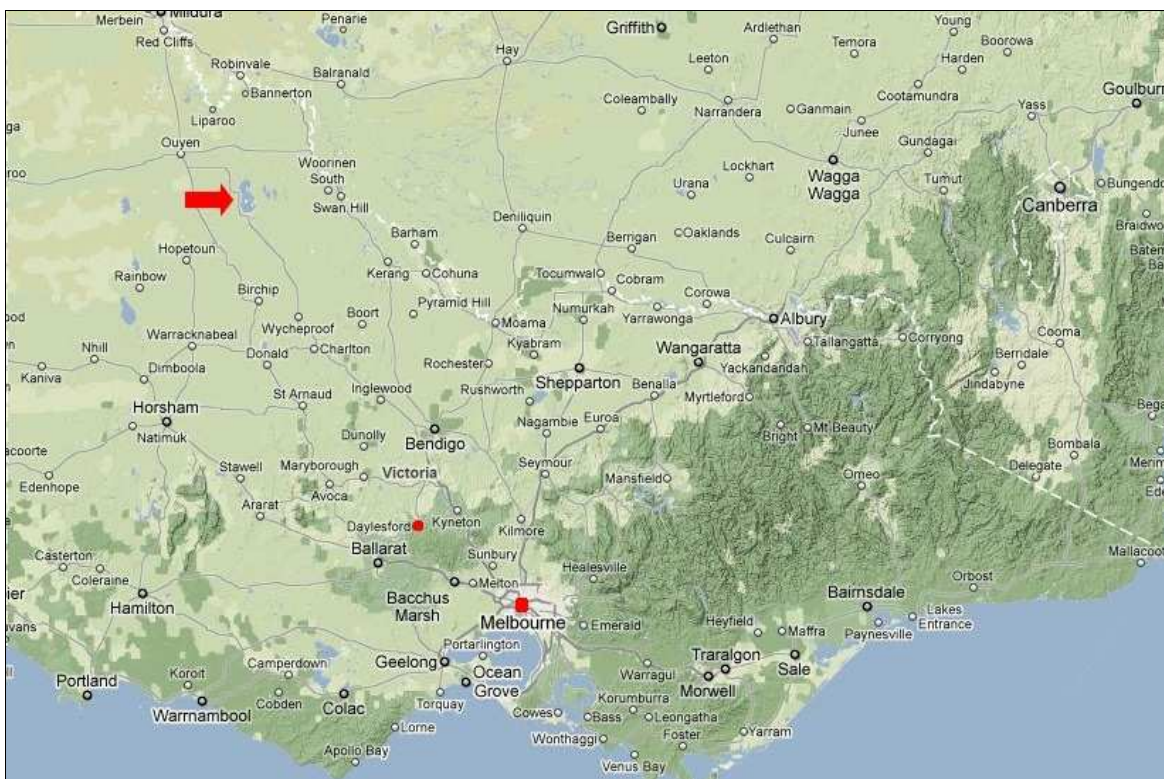 Mildura
Merbein
Red Cliffs
Penarie
Griffith
Ardlethan
Young
Temora
Boorowa
Robinvale
Hay
Leeton
Harden
Balranald
Bannerton
Goulburn
Coleambally
Narrandera
Cootamundra
Yass
Liparoo
Ganmain
Junee
Ouyen
Gundagai
Woorinen
South
Lockhart
Wagga
Wagga
Tumut
Bungendo
Urana
Swan Hill
Canberra
Deniliquin
Braidwo
Barham
Berrigan
Oaklands
Culcairn
Hopetoun
Kerang
Cohuna
Tocumwal
Cobram
Rainbow
Birchip
Pyramid Hill
Numurkah
Corowa
Boort
Moama
Yarrawonga
Albury
Wycheproof
Warracknabeal
Kyabram
Tallangatta
Corryong
Cooma
Nhill
Donald
Charlton
Rochester
Wangaratta
Yackandandah
Berridale
Kaniva
Dimboola
Shepparton
Benalla
Jindabyne
Inglewood
Rushworth
Myrtleford
St Arnaud
Horsham
Natimuk
Nagambie
Euroa
Bright
Mt Beauty
Bega
Bendigo
Dunolly
Bombala
acoorte
Stawell
Maryborough
Victoria
Seymour
Delegate
Edenhope
Avoca
Mansfield
Omeo
Ararat
Daylesford
Kyneton
Kilmore
Ballarat
Sunbury
Mallacoot
Casterton
Healesville
Coleraine
Melton
Orbost
Hamilton
Bacchus
Marsh
Bairnsdale
Melbourne
Emerald
Heyfield
Maffra
Paynesville
Lakes
Entrance
Portarlington
Geelong
Camperdown
Koroit
Ocean
Grove
Warragul
Traralgon
Sale
Portland
Cobden
Colac
Torquay
Morwell
Warrnambool
Korumburra
Cowes
Bass
Leongatha
Lorne
Wonthaggi
Foster
Yarram
Apollo Bay
Venus Bay